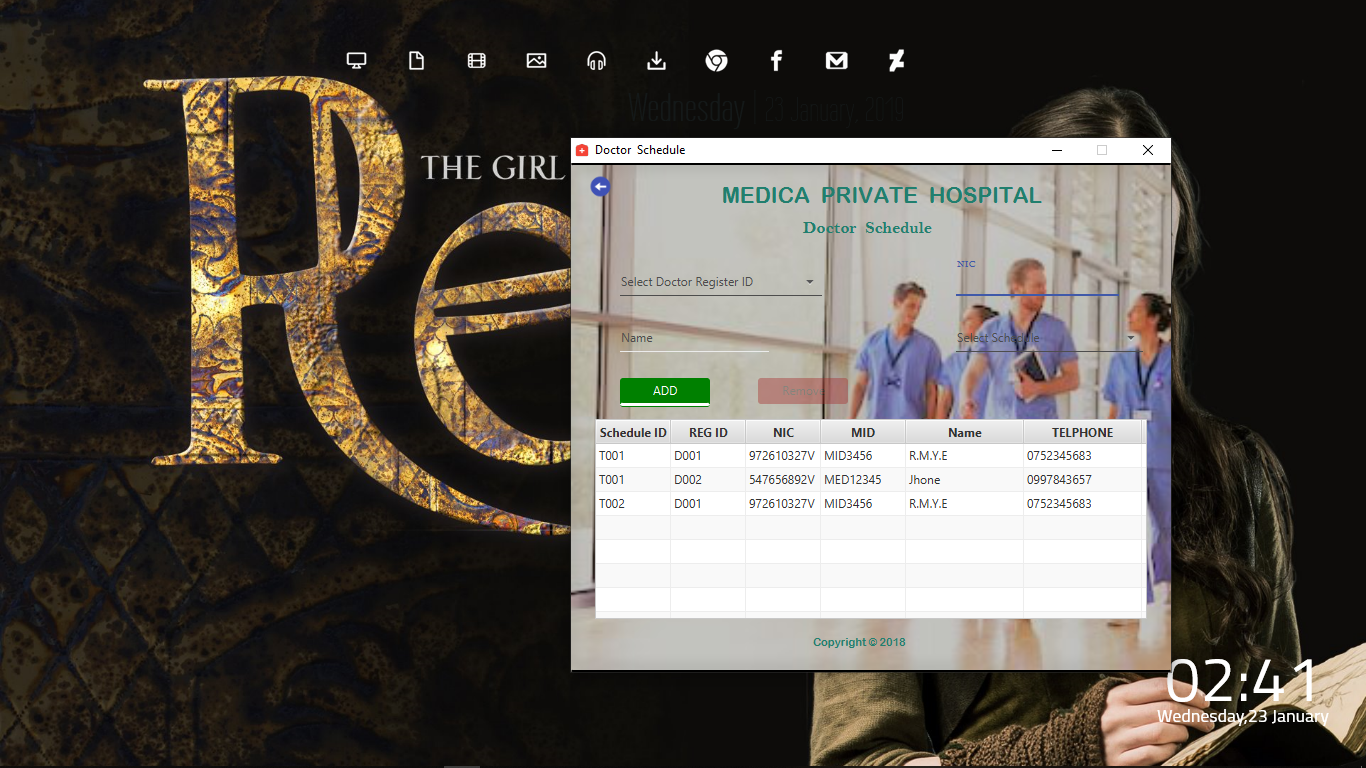 Wednesday | 23 January, 2019
THE GIRL
Re
Doctor Schedule
MEDICA PRIVATE HOSPITAL
Doctor Schedule
NIC
Select Doctor Register ID
Name
Select Schedule
ADD
Remove
Schedule ID REG ID NIC MID Name TELPHONE
T001 D001 972610327V MID3456 R.M.Y.E 0752345683
T001 D002 547656892V MED12345 Jhone 0997843657
T002 D001 972610327V MID3456 R.M.Y.E 0752345683
Copyright © 2018
02:41
Wednesday,23 January